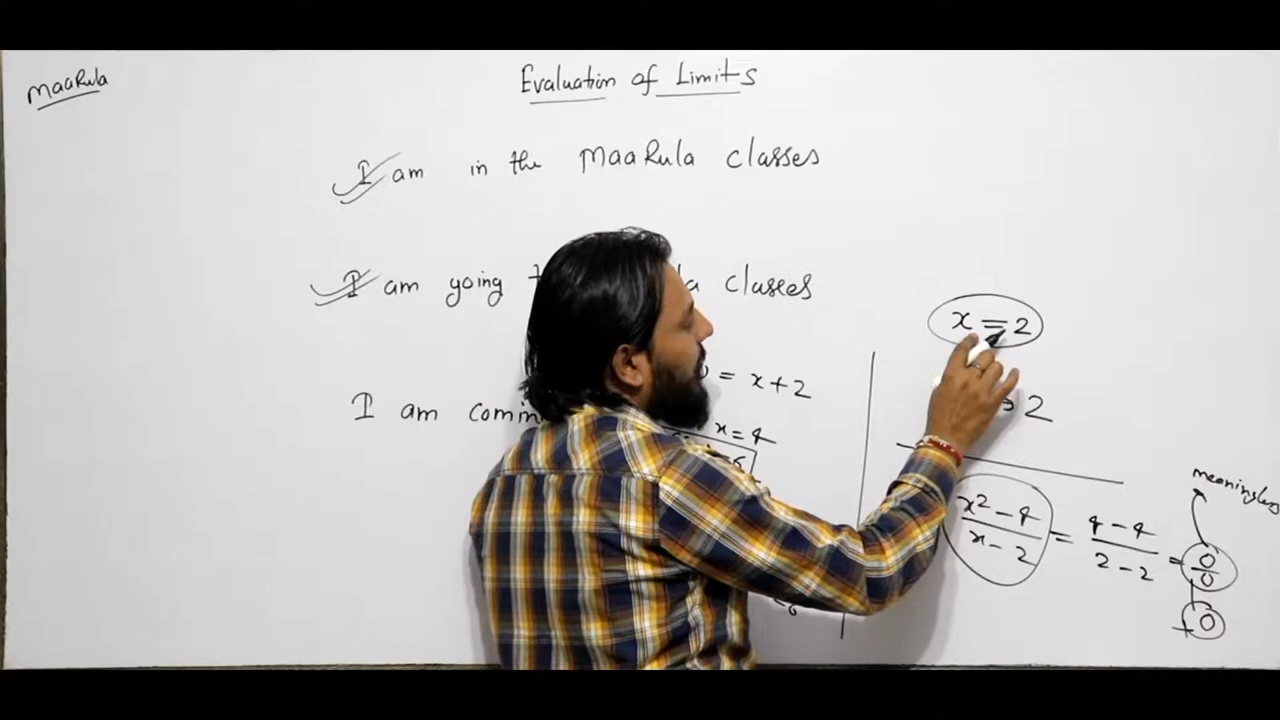 MaaRula
Evaluation of Limits
I am in the MaaRula classes
I am going classes
I am
= x+2
x=4
x=2
2
x²-4/x-2 = 4-4/2-2 = 0/0
meaningless
0